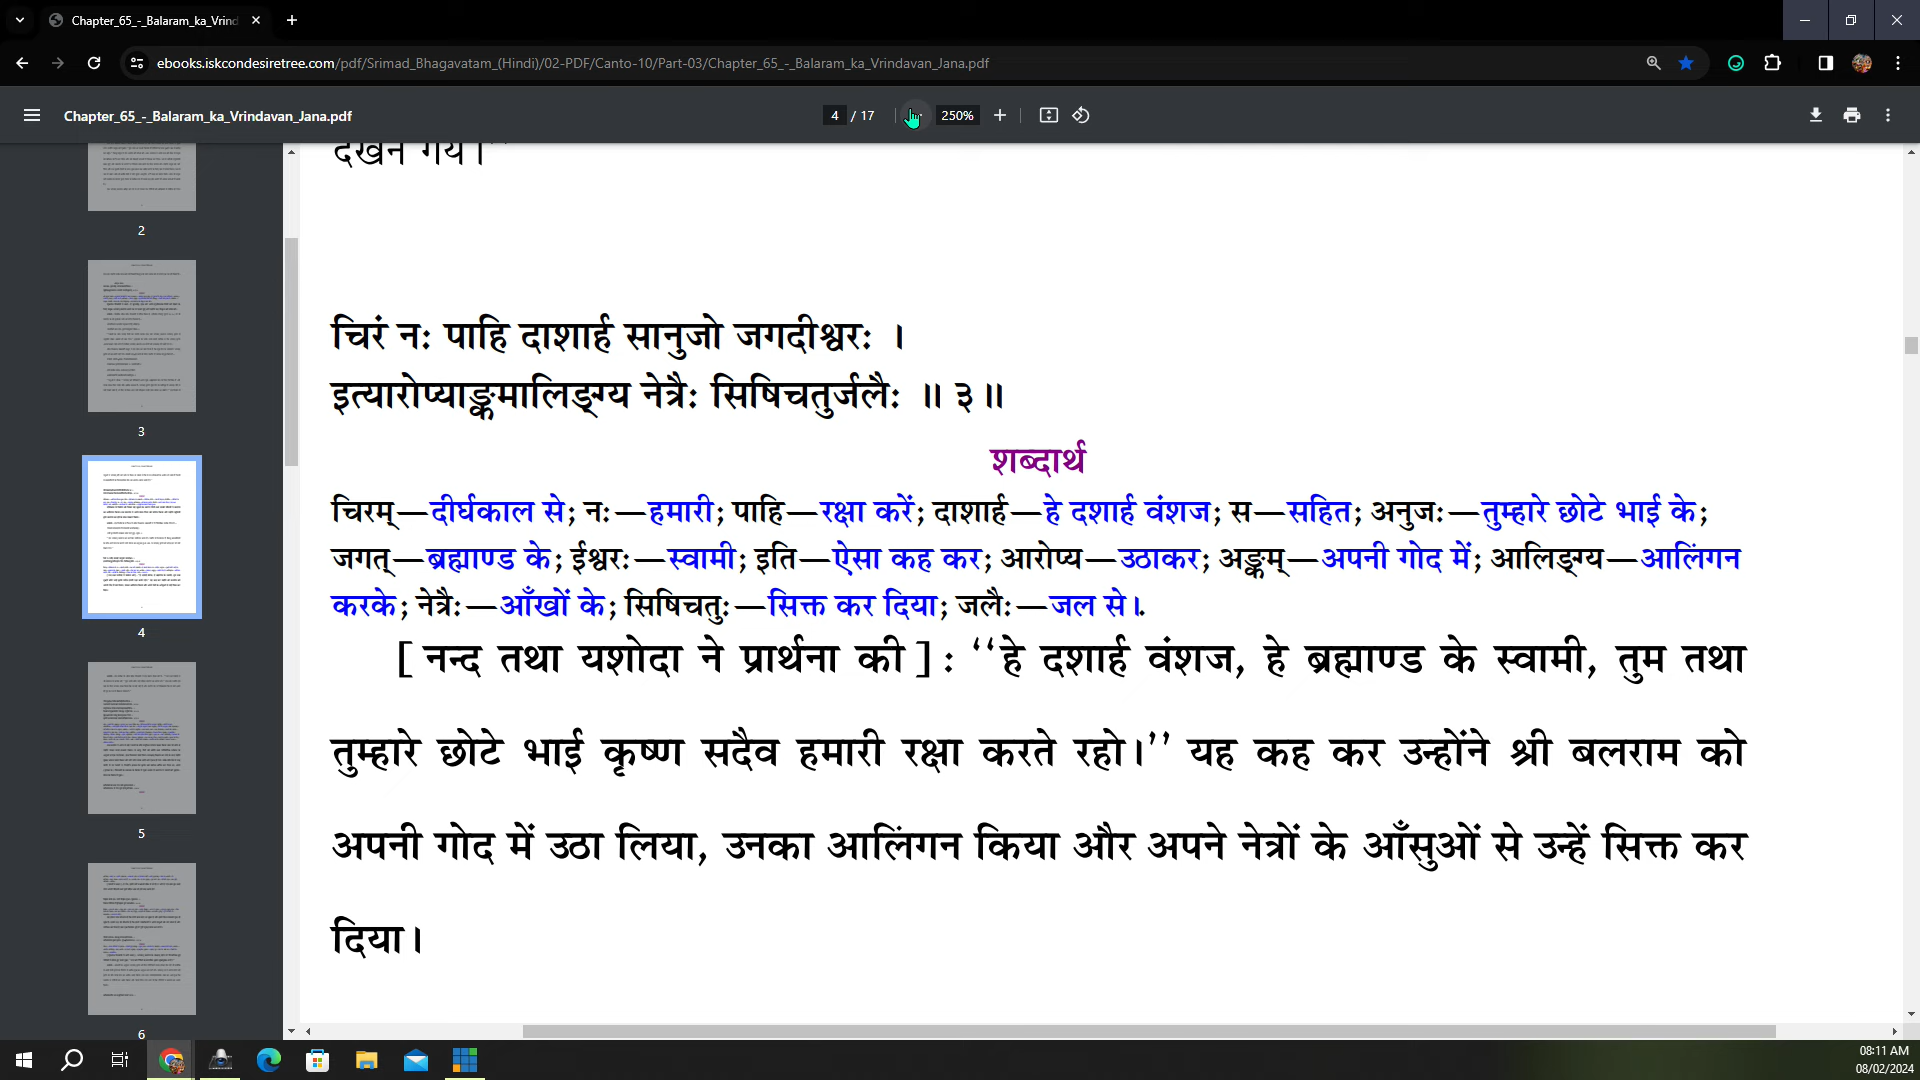 Chapter_65_-_Balaram_ka_Vrind
ebooks.iskcondesiretree.com/pdf/Srimad_Bhagavatam_(Hindi)/02-PDF/Canto-10/Part-03/Chapter_65_-_Balaram_ka_Vrindavan_Jana.pdf
Chapter_65_-_Balaram_ka_Vrindavan_Jana.pdf
4 / 17
250%
2
3
4
5
6
देखने गये।’’
चिरं नः पाहि दाशार्ह सानुजो जगदीश्वरः ।
इत्यारोप्याङ्कमालिङ्ग्य नेत्रैः सिषिचतुर्जलैः ॥ ३॥
शब्दार्थ
चिरम्—दीर्घकाल से; नः—हमारी; पाहि—रक्षा करें; दाशार्ह—हे दशार्ह वंशज; स—सहित; अनुजः—तुम्हारे छोटे भाई के;
जगत्—ब्रह्माण्ड के; ईश्वरः—स्वामी; इति—ऐसा कह कर; आरोप्य—उठाकर; अङ्कम्—अपनी गोद में; आलिङ्ग्य—आलिंगन
करके; नेत्रैः—आँखों के; सिषिचतुः—सिक्त कर दिया; जलैः—जल से।.
[ नन्द तथा यशोदा ने प्रार्थना की ] : ‘‘हे दशार्ह वंशज, हे ब्रह्माण्ड के स्वामी, तुम तथा
तुम्हारे छोटे भाई कृष्ण सदैव हमारी रक्षा करते रहो।’’ यह कह कर उन्होंने श्री बलराम को
अपनी गोद में उठा लिया, उनका आलिंगन किया और अपने नेत्रों के आँसुओं से उन्हें सिक्त कर
दिया।
08:11 AM
08/02/2024